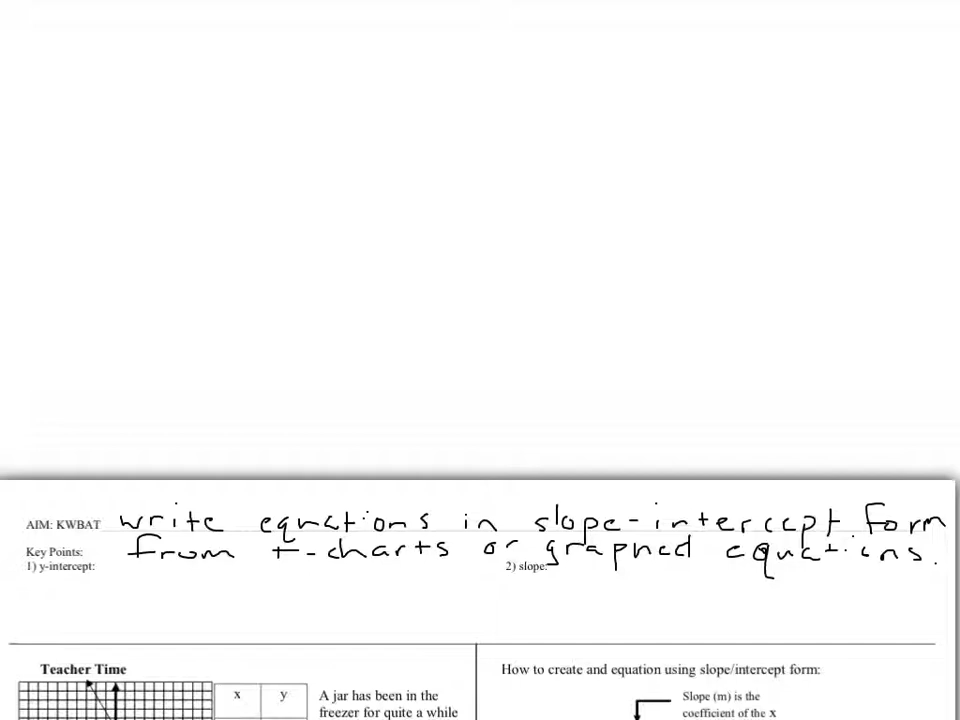 AIM: KWBAT write equations in slope-intercept form
Key Points: from t-charts or graphed equations.
1) y-intercept: 2) slope:
Teacher Time How to create and equation using slope/intercept form:
x y A jar has been in the Slope (m) is the
freezer for quite a while coefficient of the x